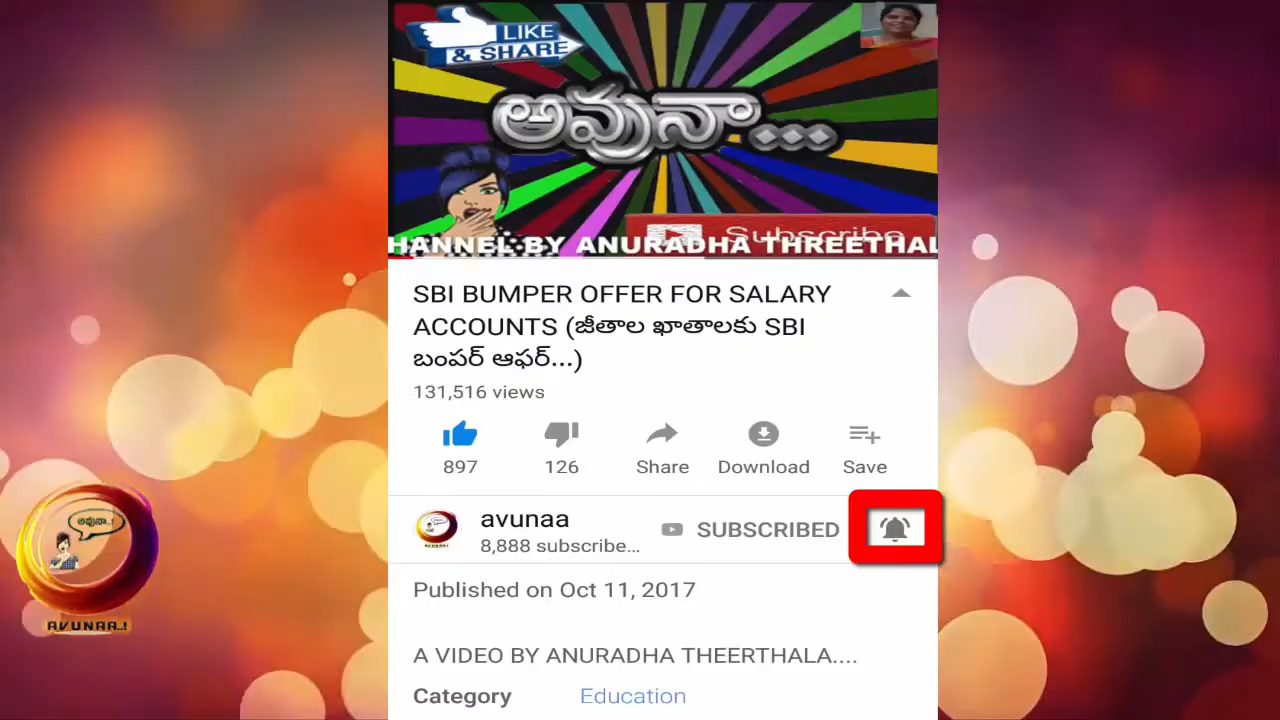 LIKE
& SHARE
అవునా...
Subscribe
HANNEL BY ANURADHA THREETHAL
SBI BUMPER OFFER FOR SALARY
ACCOUNTS (జీతాల ఖాతాలకు SBI
బంపర్ ఆఫర్...)
131,516 views
897
126
Share
Download
Save
avunaa
SUBSCRIBED
8,888 subscribe...
Published on Oct 11, 2017
A VIDEO BY ANURADHA THEERTHALA....
Category
Education
అవునా..!
AVUNAA..!